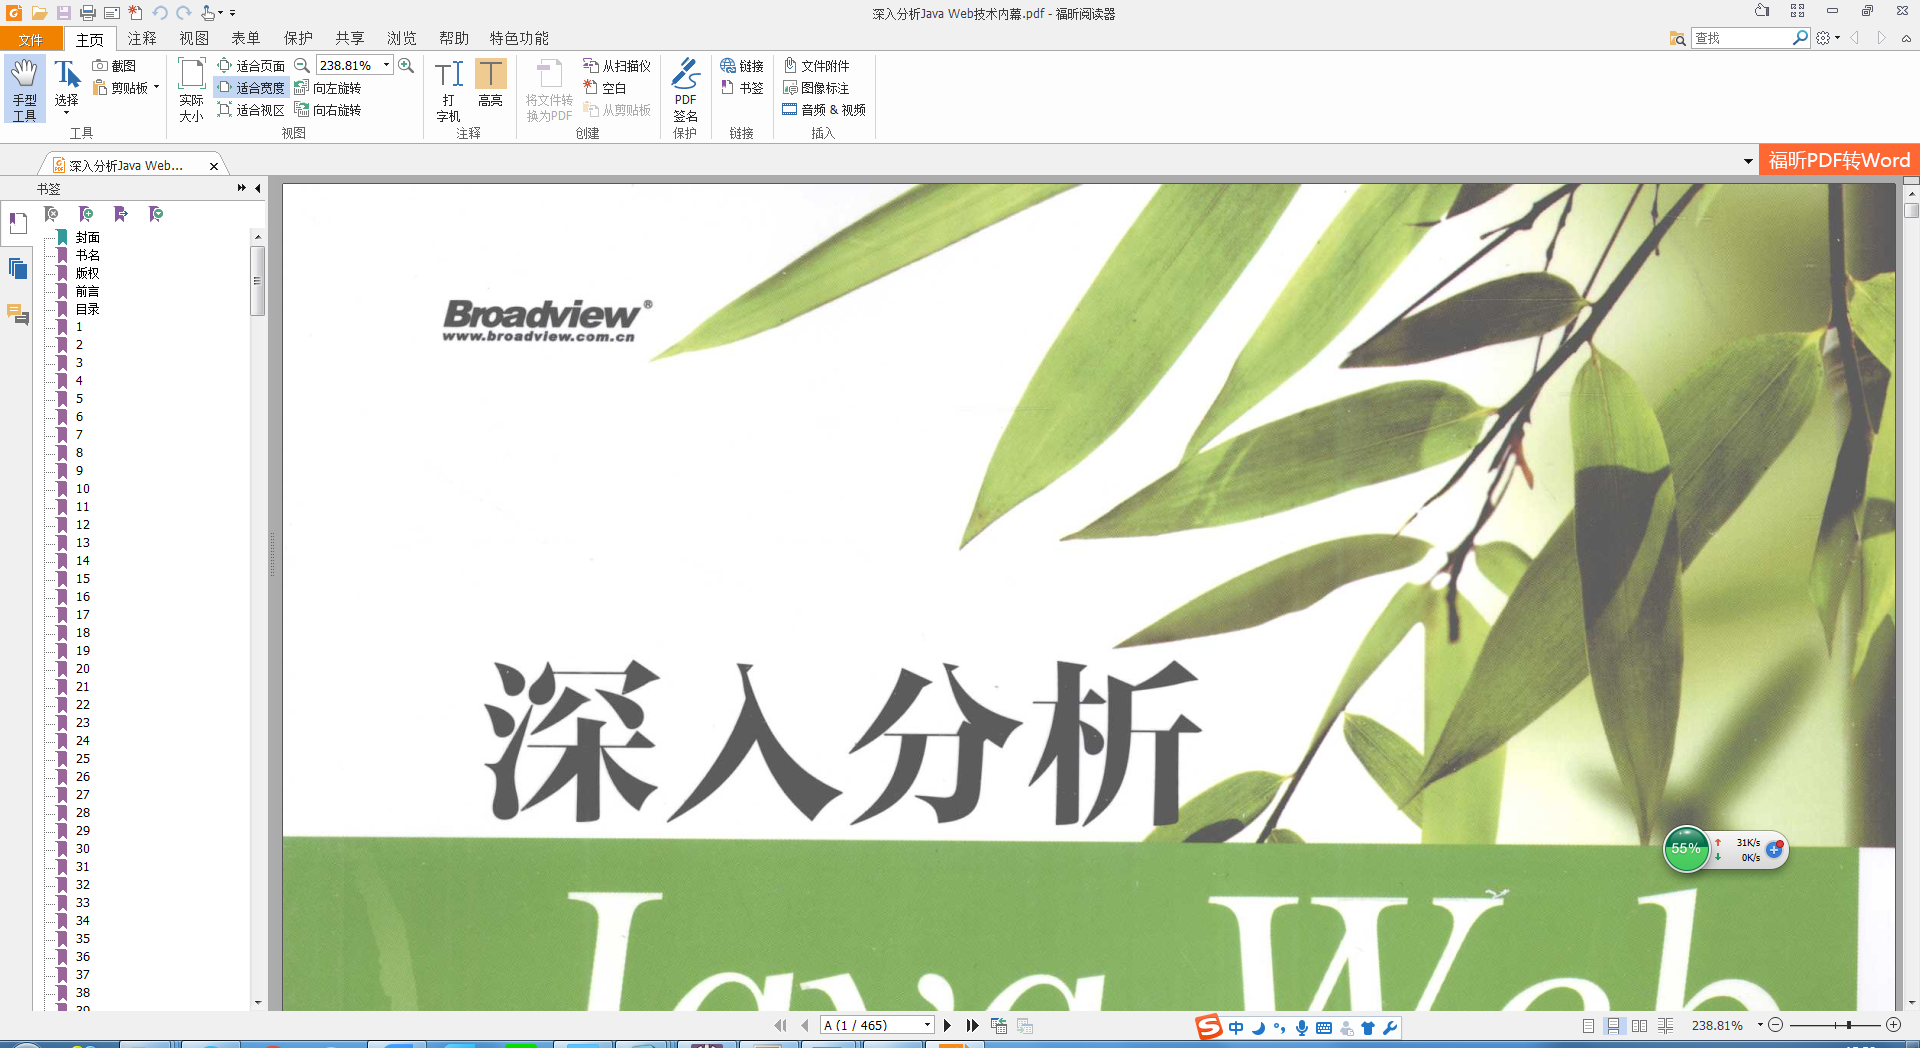 深入分析Java Web技术内幕.pdf - 福昕阅读器
文件 主页 注释 视图 表单 保护 共享 浏览 帮助 特色功能
查找
手型
工具
选择
截图
剪贴板
工具
实际
大小
适合页面
适合宽度
适合视区
238.81%
向左旋转
向右旋转
视图
打
字机
高亮
注释
将文件转
换为PDF
从扫描仪
空白
从剪贴板
创建
PDF
签名
保护
链接
书签
链接
文件附件
图像标注
音频 & 视频
插入
深入分析Java Web...
福昕PDF转Word
书签
封面
书名
版权
前言
目录
1
2
3
4
5
6
7
8
9
10
11
12
13
14
15
16
17
18
19
20
21
22
23
24
25
26
27
28
29
30
31
32
33
34
35
36
37
38
39
Broadview®
www.broadview.com.cn
深入分析
Java Web
55%
31K/s
0K/s
A (1 / 465)
中
238.81%